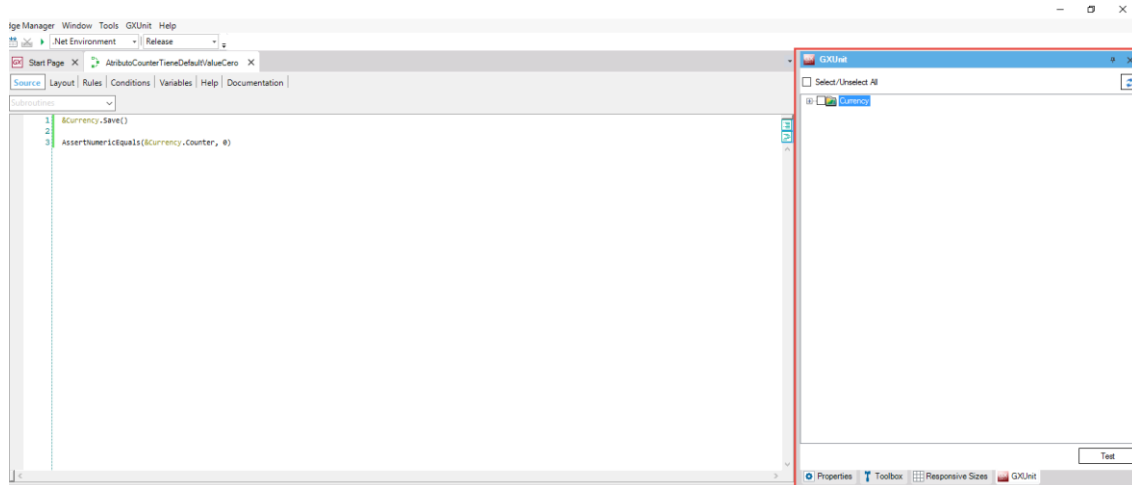 dge Manager Window Tools GXUnit Help
.Net Environment Release
GX Start Page X AtributoCounterTieneDefaultValueCero X
Source Layout Rules Conditions Variables Help Documentation
Subroutines
1 &Currency.Save()
2
3 AssertNumericEquals(&Currency.Counter, 0)
GXUnit
Select/Unselect All
Currency
Test
Properties Toolbox Responsive Sizes GXUnit